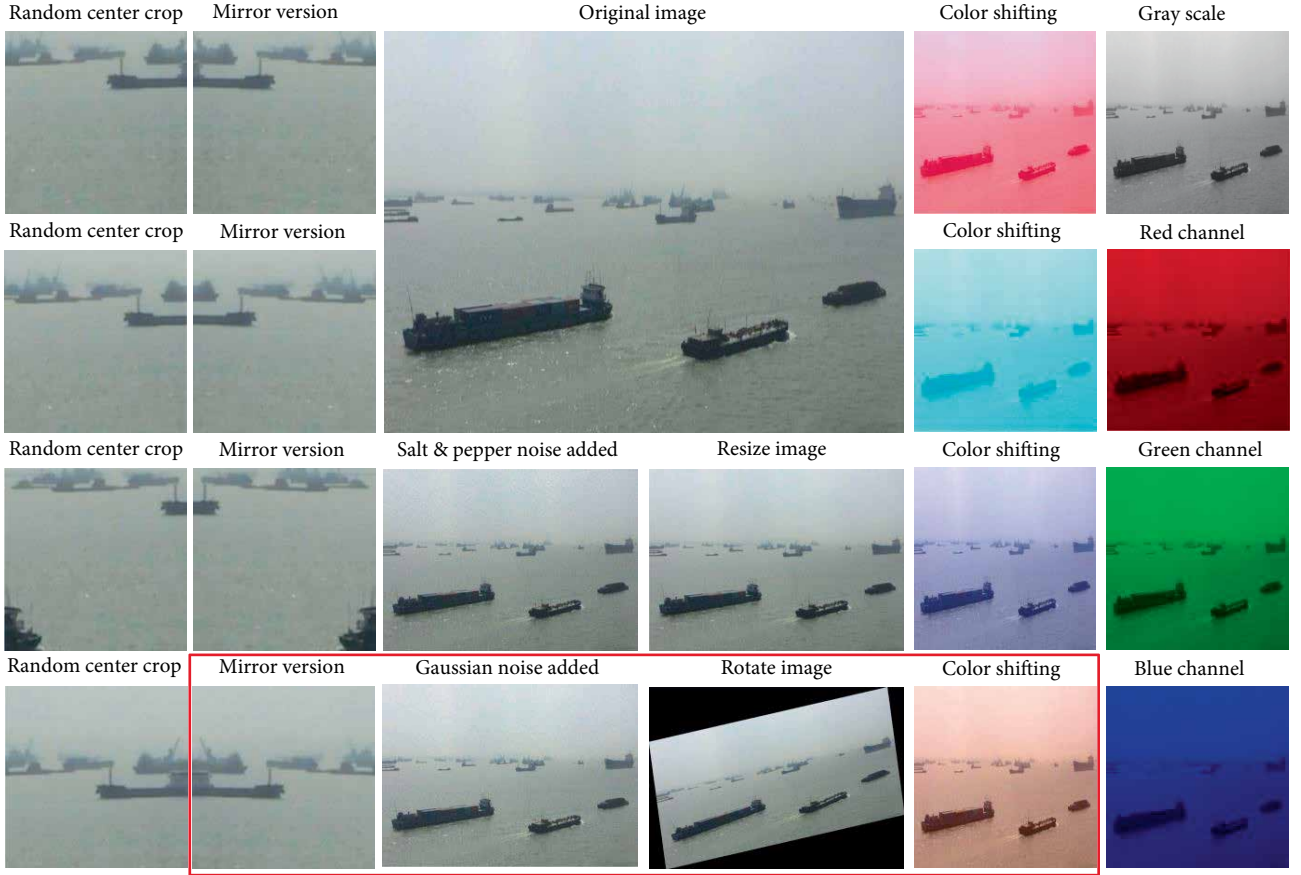 Random center crop
Mirror version
Original image
Color shifting
Gray scale
Random center crop
Mirror version
Color shifting
Red channel
Random center crop
Mirror version
Salt & pepper noise added
Resize image
Color shifting
Green channel
Random center crop
Mirror version
Gaussian noise added
Rotate image
Color shifting
Blue channel